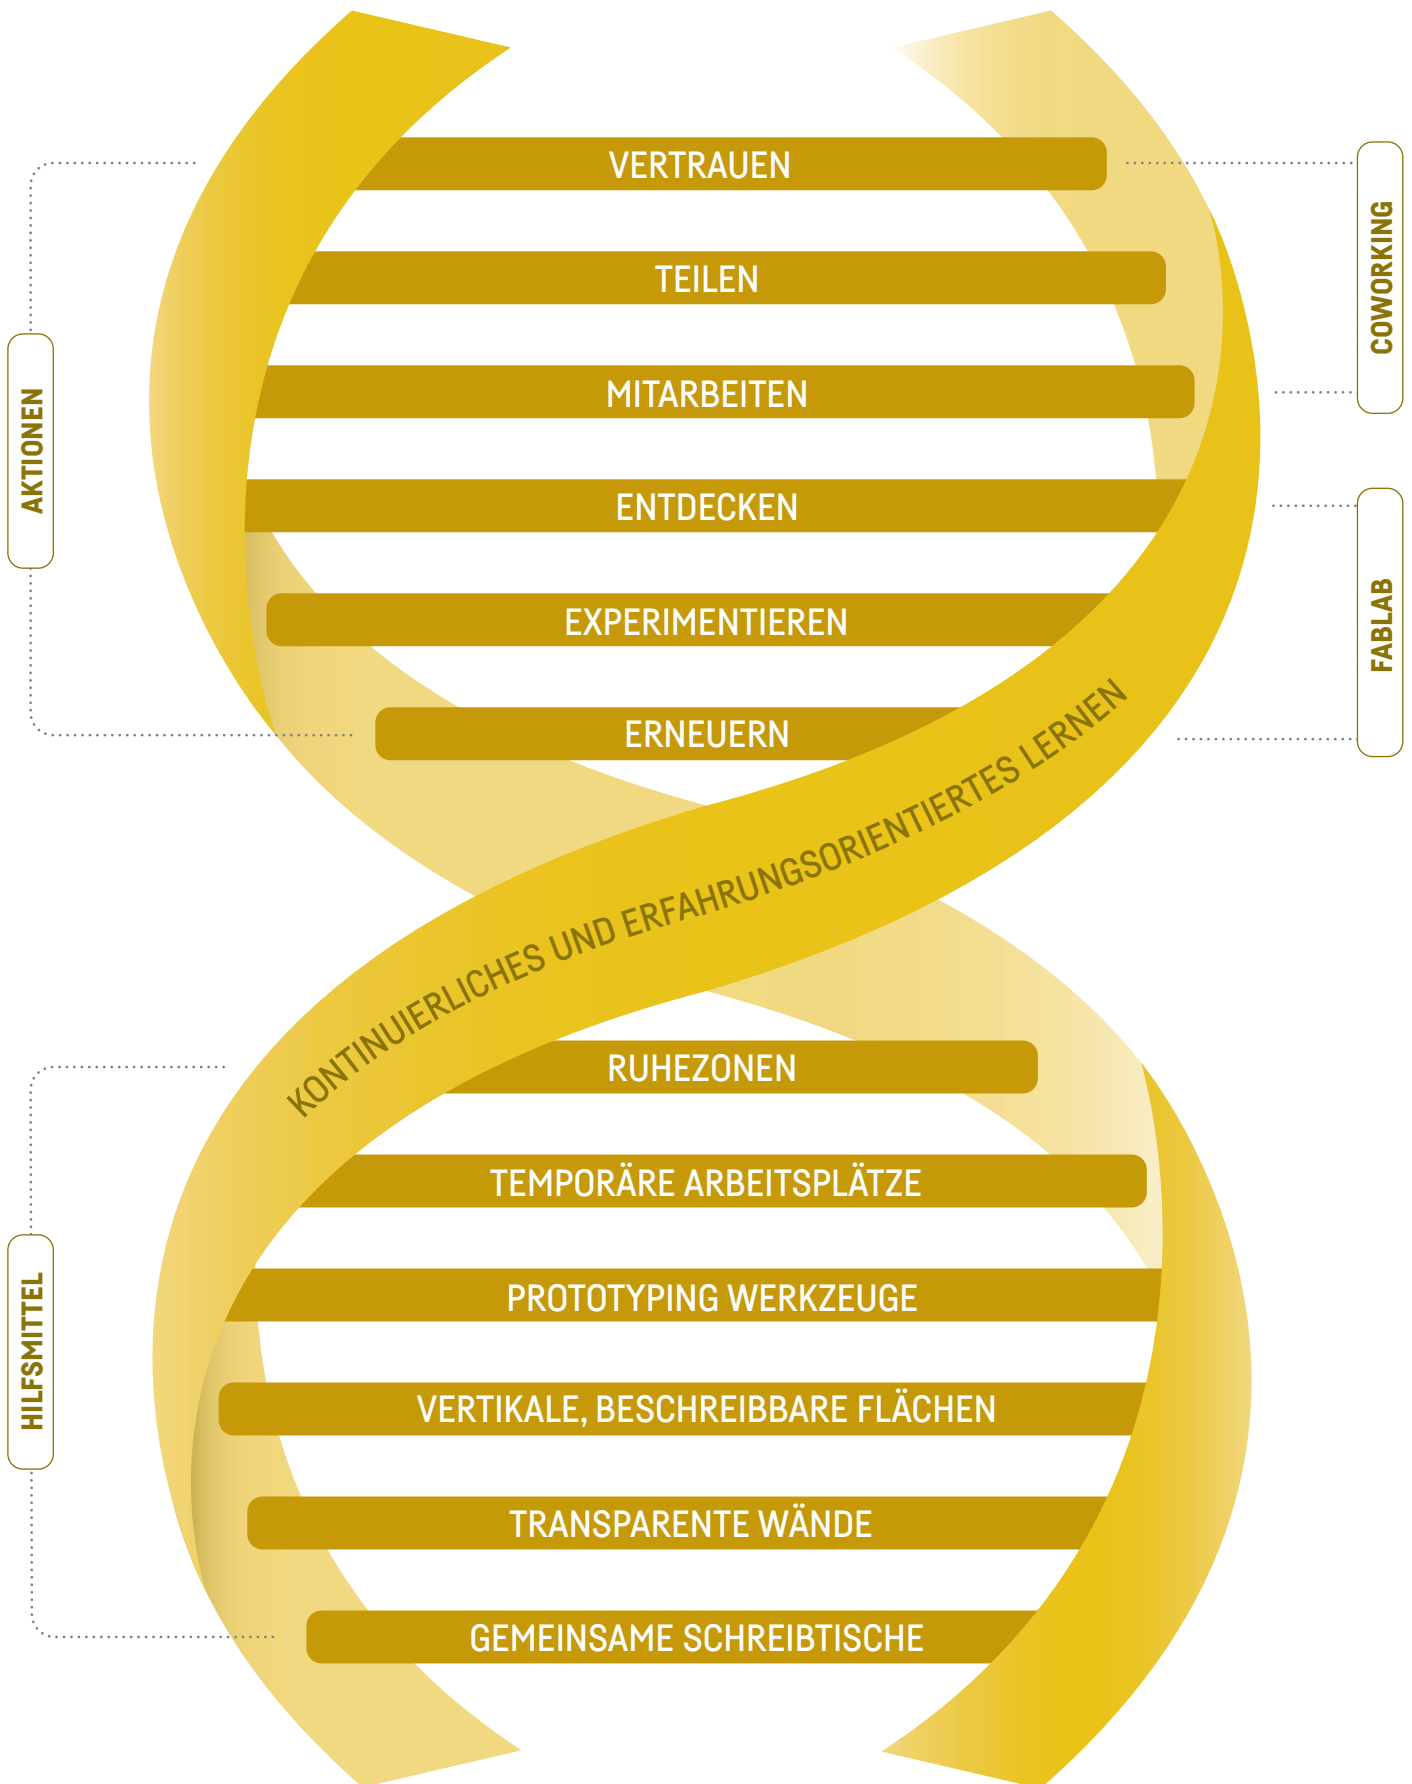 VERTRAUEN
TEILEN
MITARBEITEN
ENTDECKEN
EXPERIMENTIEREN
ERNEUERN
AKTIONEN
COWORKING
FABLAB
KONTINUIERLICHES UND ERFAHRUNGSORIENTIERTES LERNEN
RUHEZONEN
TEMPORÄRE ARBEITSPLÄTZE
PROTOTYPING WERKZEUGE
VERTIKALE, BESCHREIBBARE FLÄCHEN
TRANSPARENTE WÄNDE
GEMEINSAME SCHREIBTISCHE
HILFSMITTEL